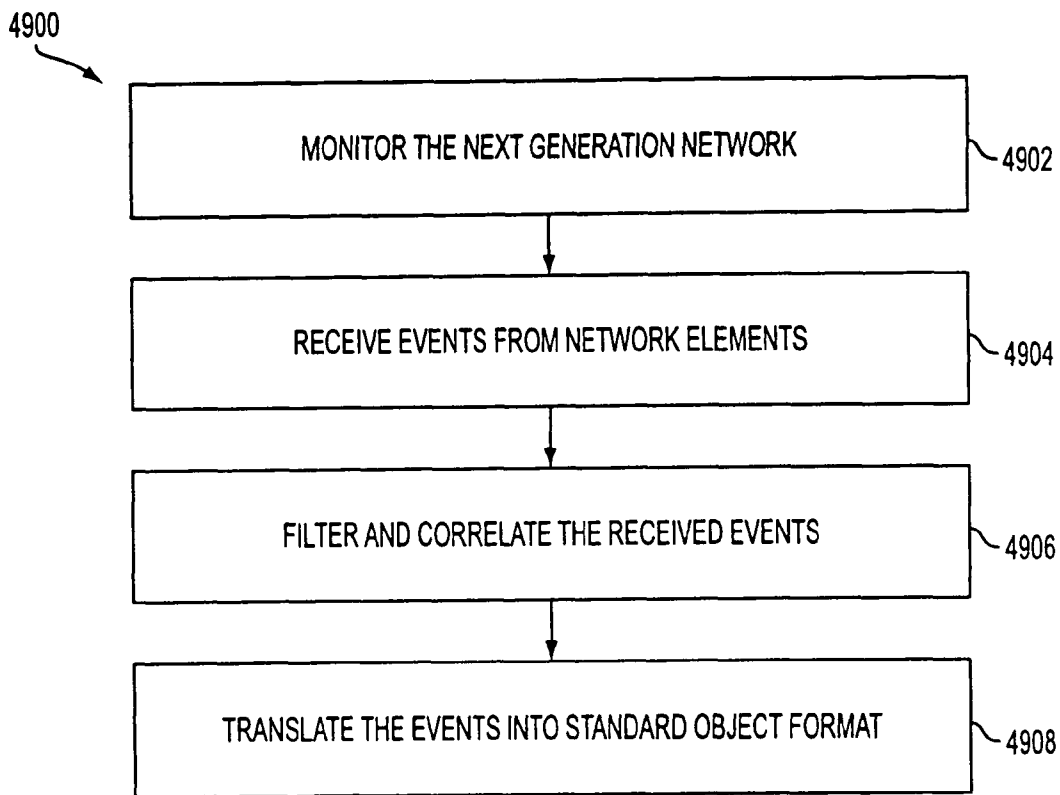 4900
MONITOR THE NEXT GENERATION NETWORK
4902
RECEIVE EVENTS FROM NETWORK ELEMENTS
4904
FILTER AND CORRELATE THE RECEIVED EVENTS
4906
TRANSLATE THE EVENTS INTO STANDARD OBJECT FORMAT
4908